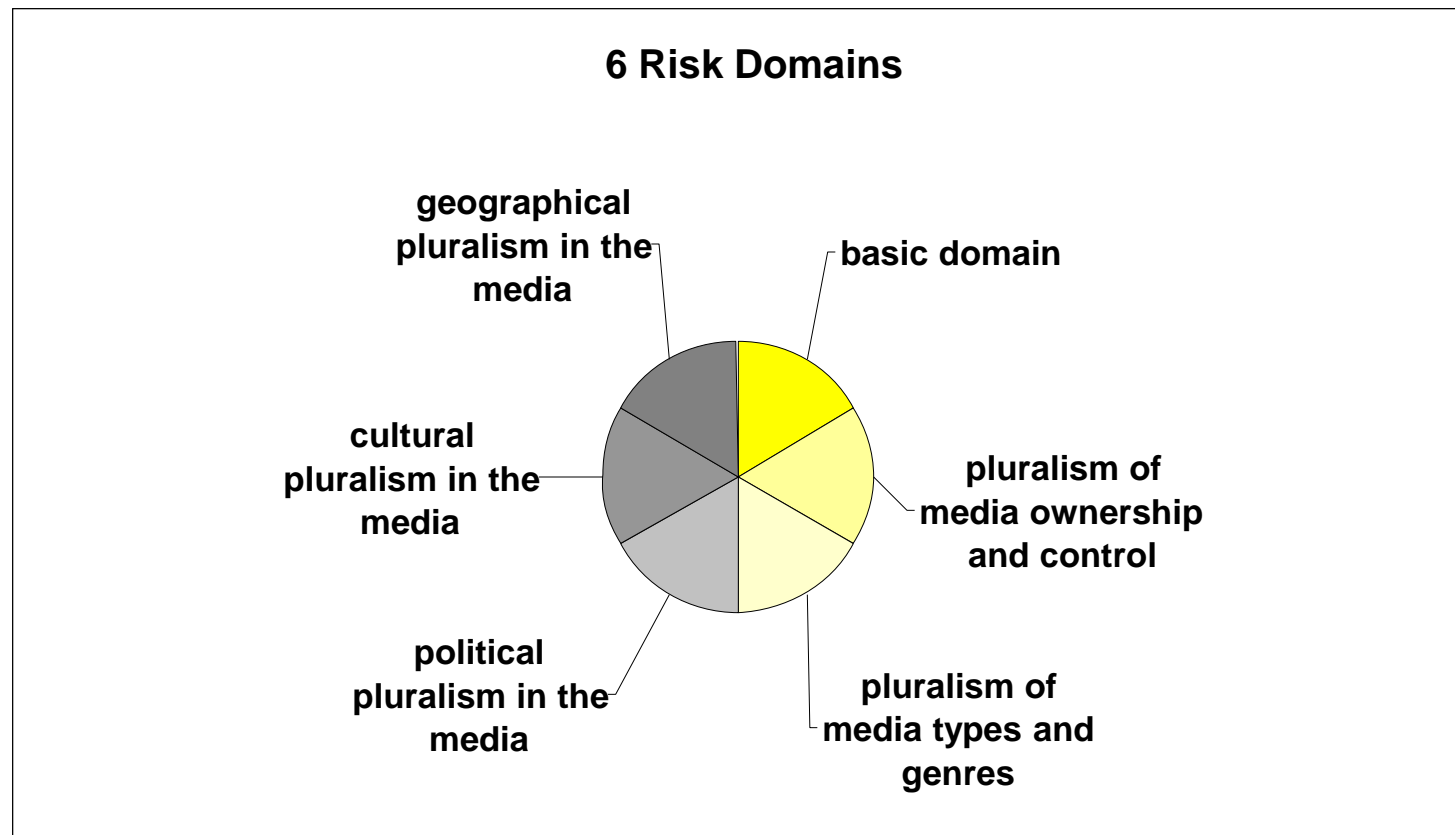 6 Risk Domains
geographical
pluralism in the
media
basic domain
cultural
pluralism in the
media
pluralism of
media ownership
and control
political
pluralism in the
media
pluralism of
media types and
genres